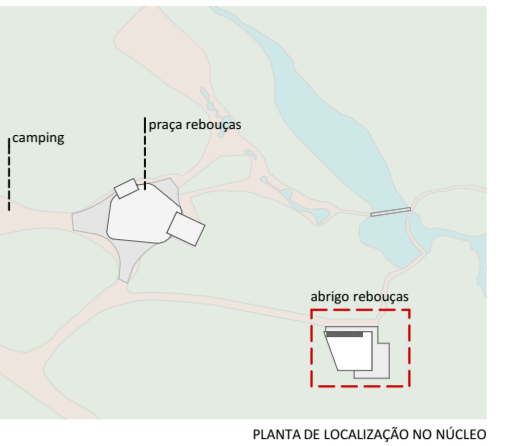 praça rebouças
camping
abrigo rebouças
PLANTA DE LOCALIZAÇÃO NO NÚCLEO